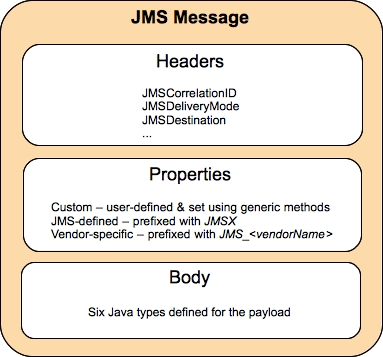 JMS Message
Headers
JMSCorrelationID
JMSDeliveryMode
JMSDestination
...
Properties
Custom – user-defined & set using generic methods
JMS-defined – prefixed with JMSX
Vendor-specific – prefixed with JMS_<vendorName>
Body
Six Java types defined for the payload